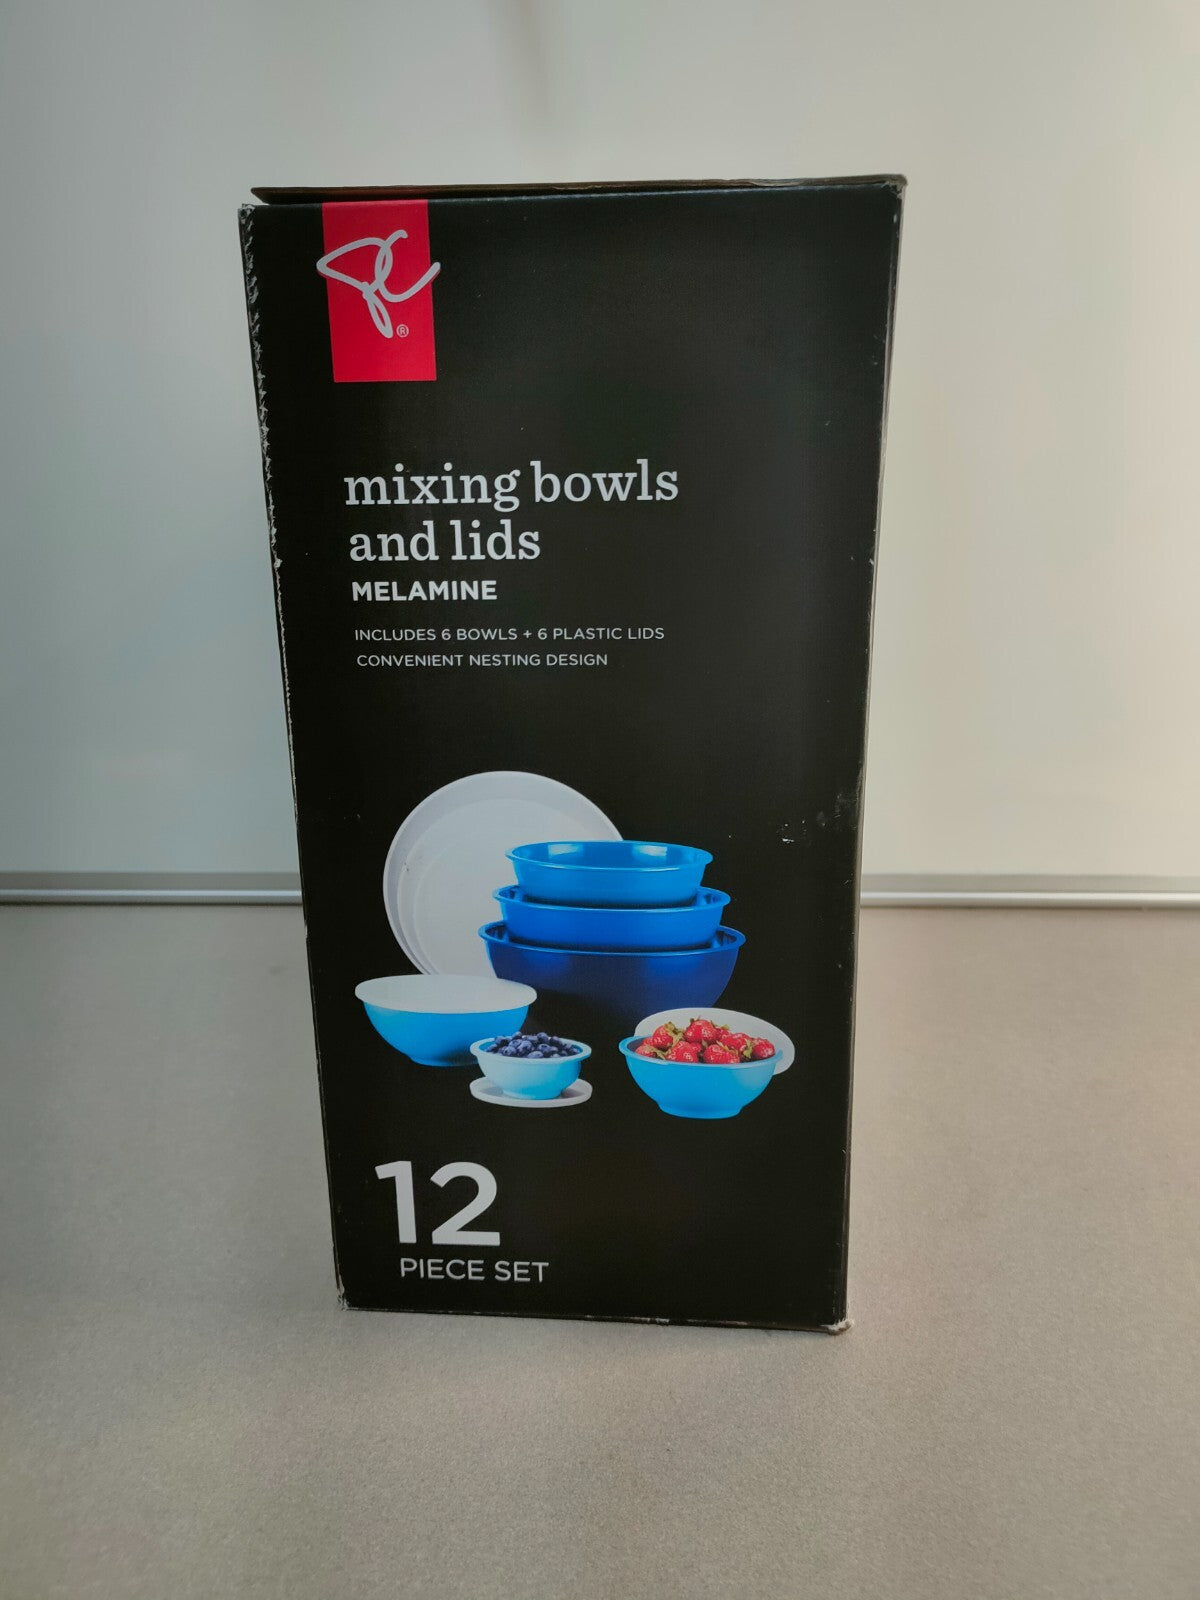 PC®
mixing bowls
and lids
MELAMINE
INCLUDES 6 BOWLS + 6 PLASTIC LIDS
CONVENIENT NESTING DESIGN
12
PIECE SET